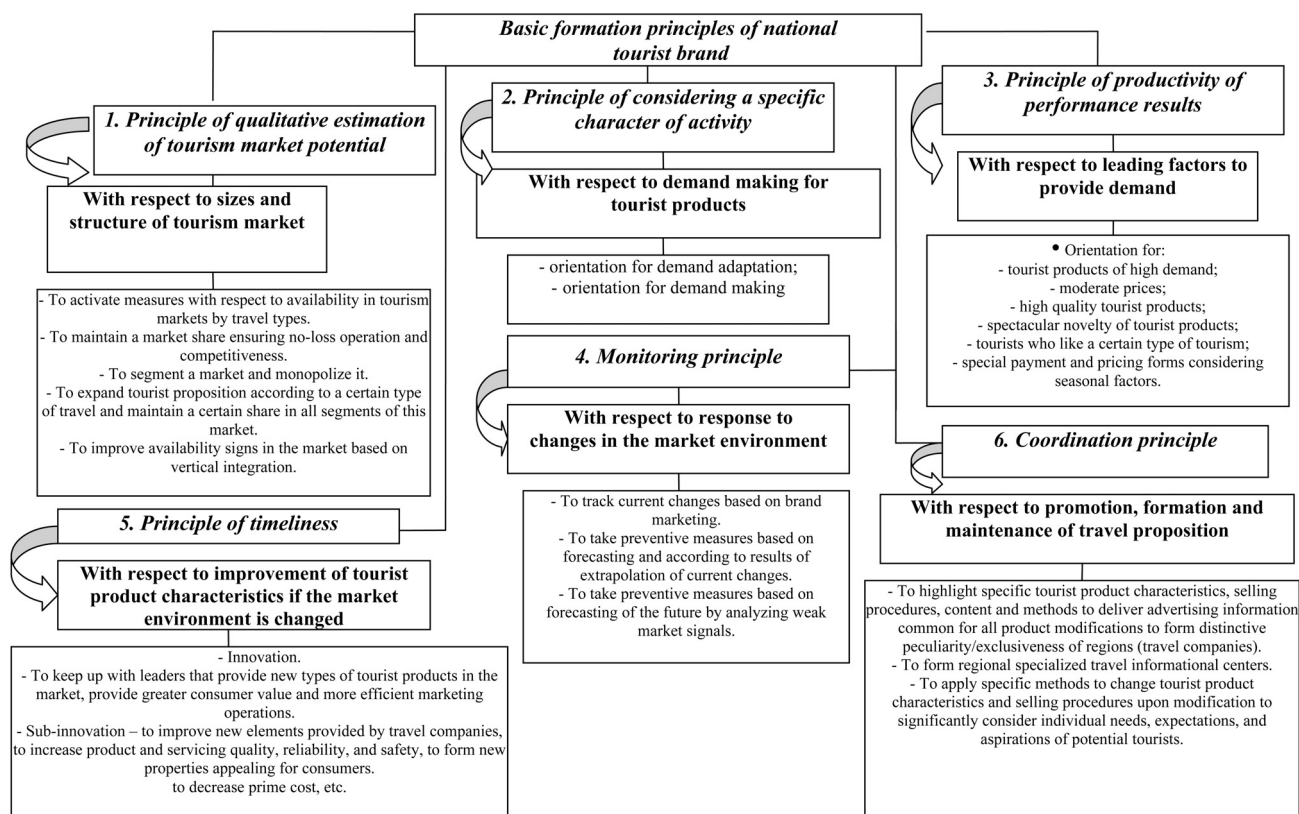 Basic formation principles of national
tourist brand
1. Principle of qualitative estimation
of tourism market potential
With respect to sizes and
structure of tourism market
- To activate measures with respect to availability in tourism
markets by travel types.
- To maintain a market share ensuring no-loss operation and
competitiveness.
- To segment a market and monopolize it.
- To expand tourist proposition according to a certain type
of travel and maintain a certain share in all segments of this
market.
- To improve availability signs in the market based on
vertical integration.
2. Principle of considering a specific
character of activity
With respect to demand making for
tourist products
- orientation for demand adaptation;
- orientation for demand making
3. Principle of productivity of
performance results
With respect to leading factors to
provide demand
• Orientation for:
- tourist products of high demand;
- moderate prices;
- high quality tourist products;
- spectacular novelty of tourist products;
- tourists who like a certain type of tourism;
- special payment and pricing forms considering
seasonal factors.
4. Monitoring principle
With respect to response to
changes in the market environment
- To track current changes based on brand
marketing.
- To take preventive measures based on
forecasting and according to results of
extrapolation of current changes.
- To take preventive measures based on
forecasting of the future by analyzing weak
market signals.
5. Principle of timeliness
With respect to improvement of tourist
product characteristics if the market
environment is changed
- Innovation.
- To keep up with leaders that provide new types of tourist products in the
market, provide greater consumer value and more efficient marketing
operations.
- Sub-innovation – to improve new elements provided by travel companies,
to increase product and servicing quality, reliability, and safety, to form new
properties appealing for consumers.
to decrease prime cost, etc.
6. Coordination principle
With respect to promotion, formation and
maintenance of travel proposition
- To highlight specific tourist product characteristics, selling
procedures, content and methods to deliver advertising information
common for all product modifications to form distinctive
peculiarity/exclusiveness of regions (travel companies).
- To form regional specialized travel informational centers.
- To apply specific methods to change tourist product
characteristics and selling procedures upon modification to
significantly consider individual needs, expectations, and
aspirations of potential tourists.